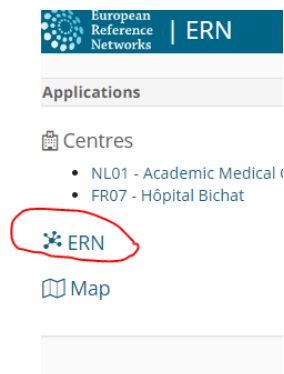 European
Reference
Networks
| ERN
Applications
Centres
NL01 - Academic Medical
FR07 - Hôpital Bichat
ERN
Map